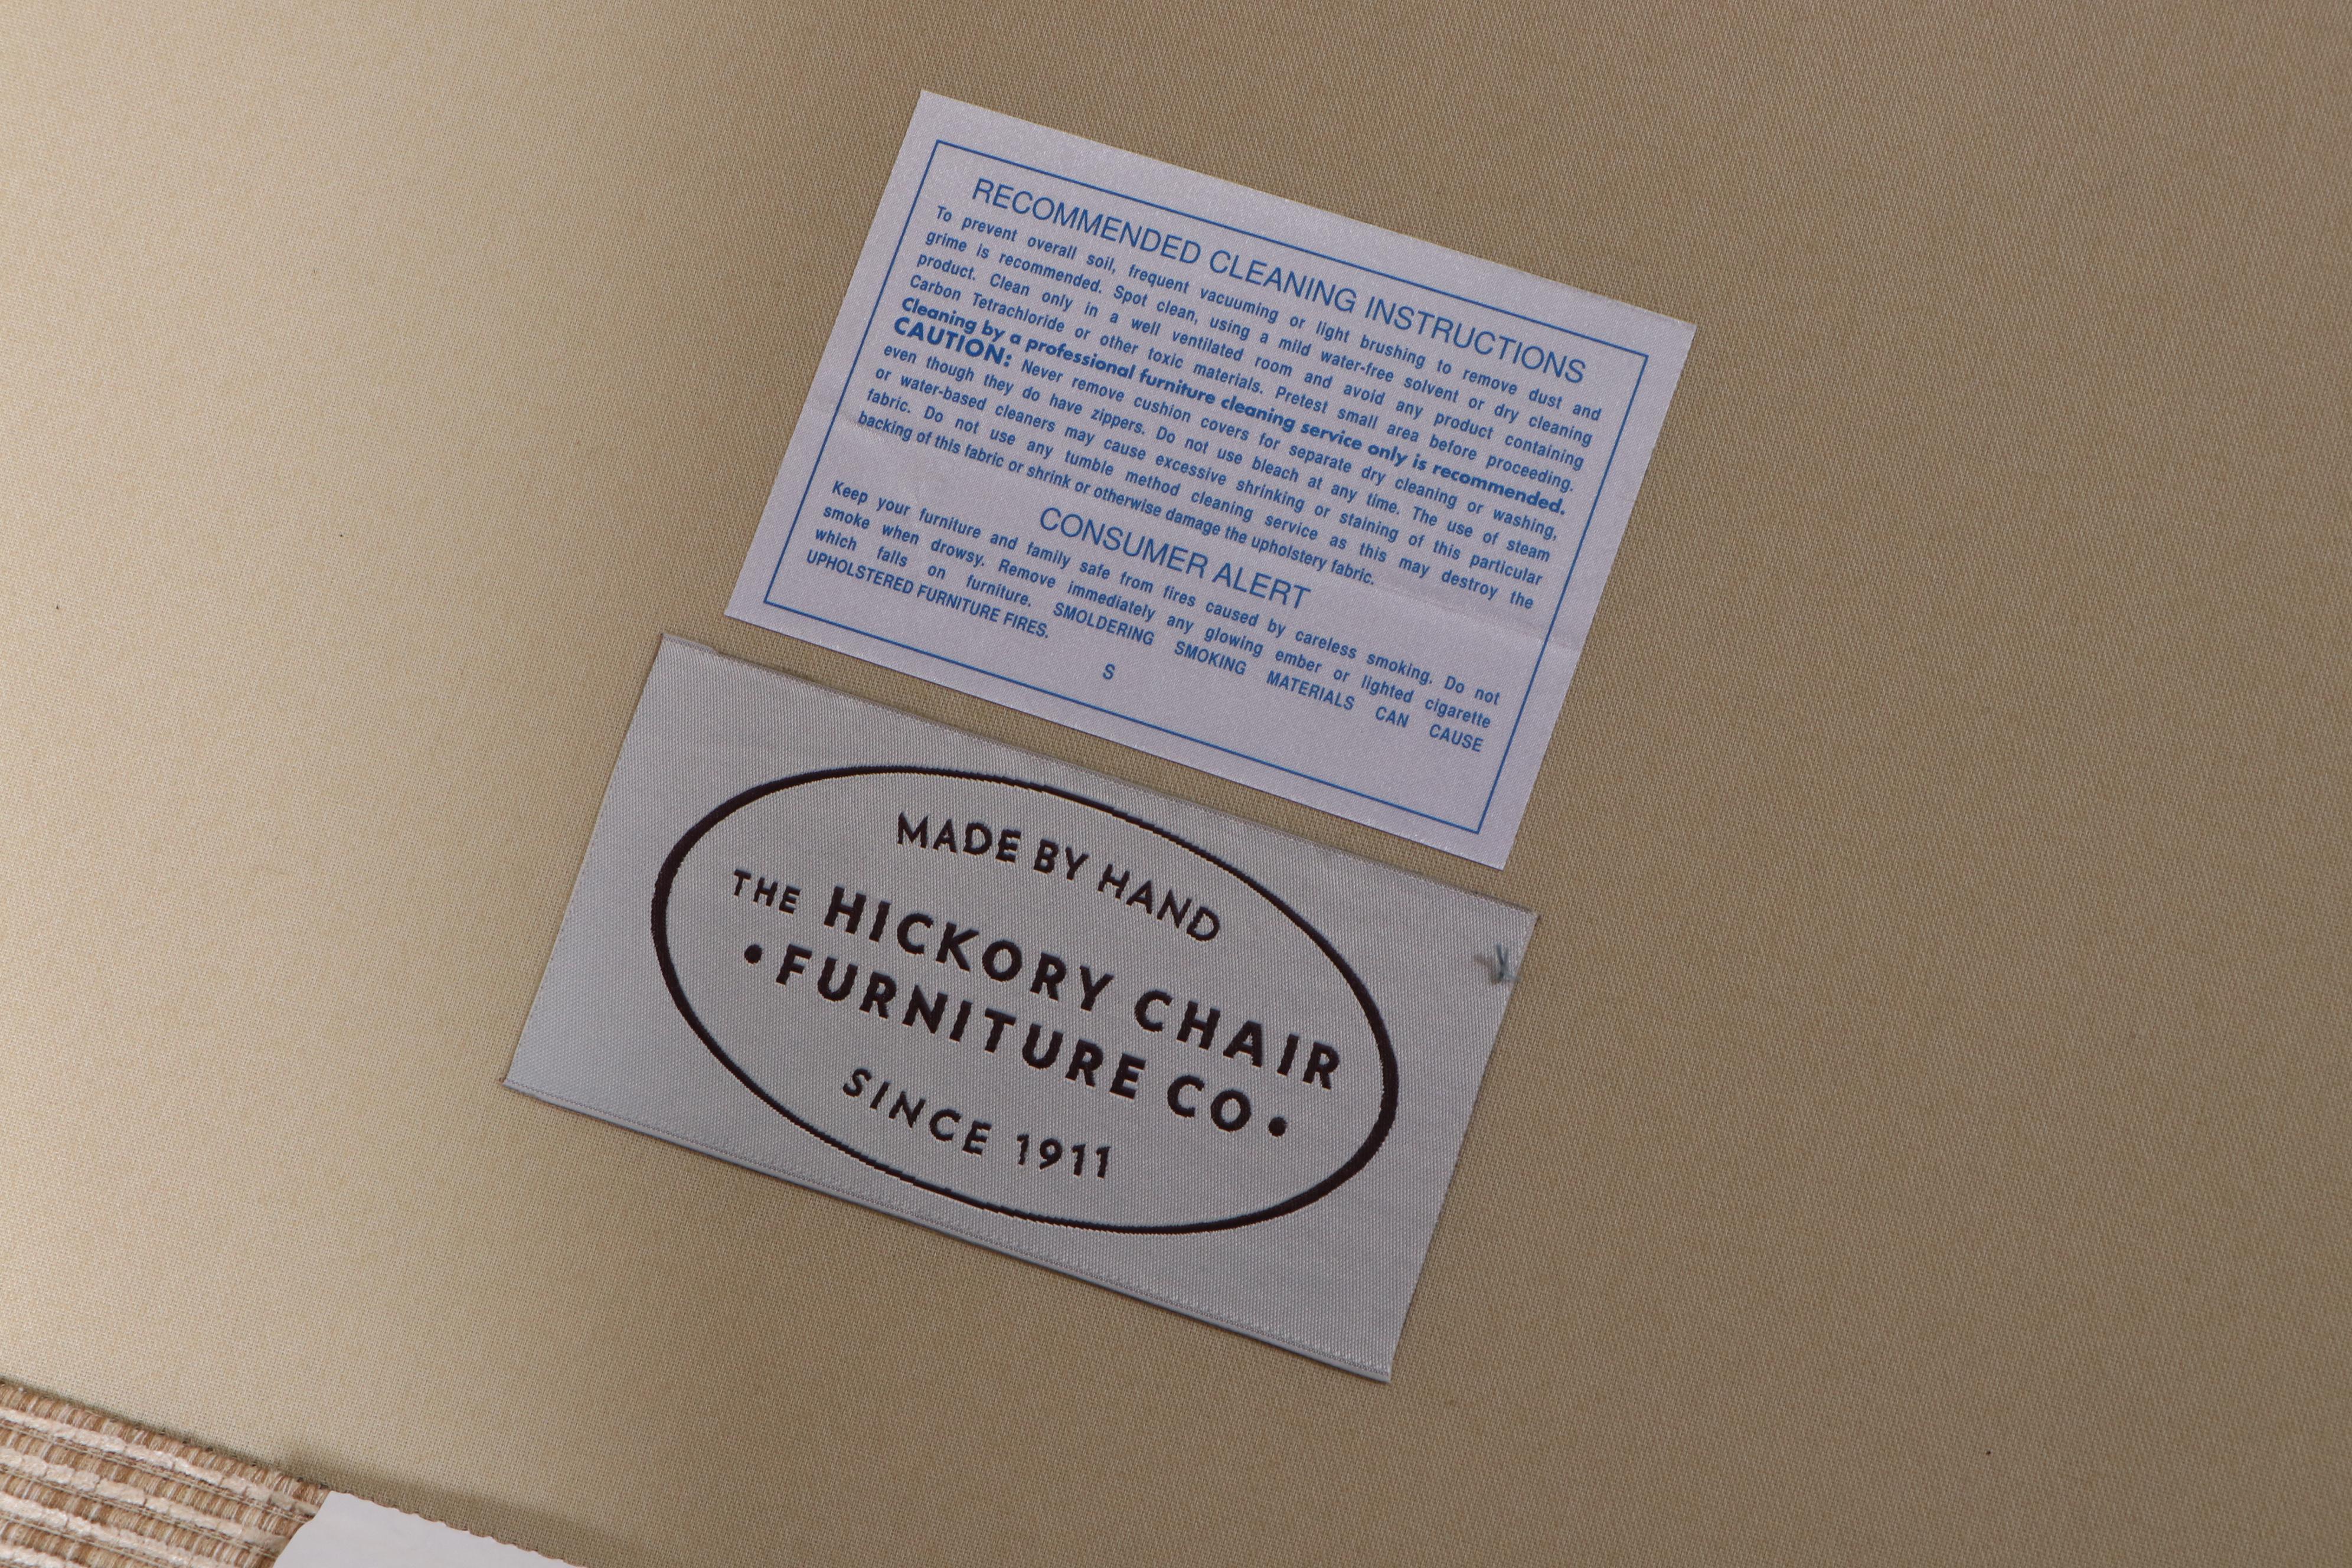 RECOMMENDED CLEANING INSTRUCTIONS
To prevent overall soil, frequent vacuuming or light brushing to remove dust and
grime is recommended. Spot clean, using a mild water-free solvent or dry cleaning
product. Clean only in a well ventilated room and avoid any product containing
Carbon Tetrachloride or other toxic materials. Pretest small area before proceeding.
Cleaning by a professional furniture cleaning service only is recommended.
CAUTION: Never remove cushion covers for separate dry cleaning or washing,
even though they do have zippers. Do not use bleach at any time. The use of steam
or water-based cleaners may cause excessive shrinking or staining of this particular
fabric. Do not use any tumble method cleaning service as this may destroy the
backing of this fabric or shrink or otherwise damage the upholstery fabric.
CONSUMER ALERT
Keep your furniture and family safe from fires caused by careless smoking. Do not
smoke when drowsy. Remove immediately any glowing ember or lighted cigarette
which falls on furniture. SMOLDERING SMOKING MATERIALS CAN CAUSE
UPHOLSTERED FURNITURE FIRES.
S
MADE BY HAND
THE HICKORY CHAIR
• FURNITURE CO •
SINCE 1911